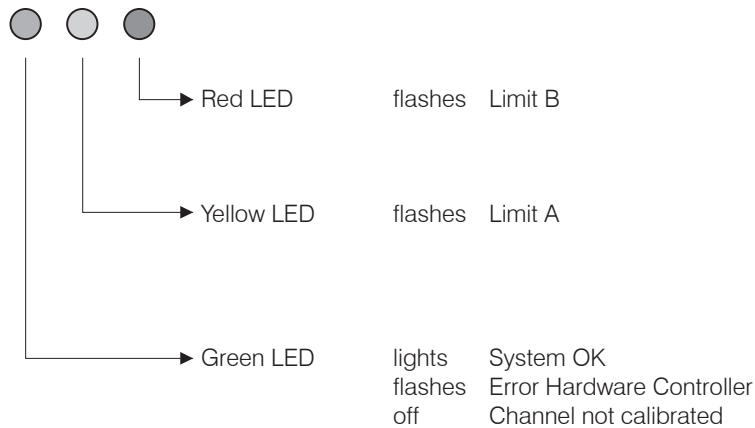 Red LED flashes Limit B
Yellow LED flashes Limit A
Green LED lights System OK
flashes Error Hardware Controller
off Channel not calibrated